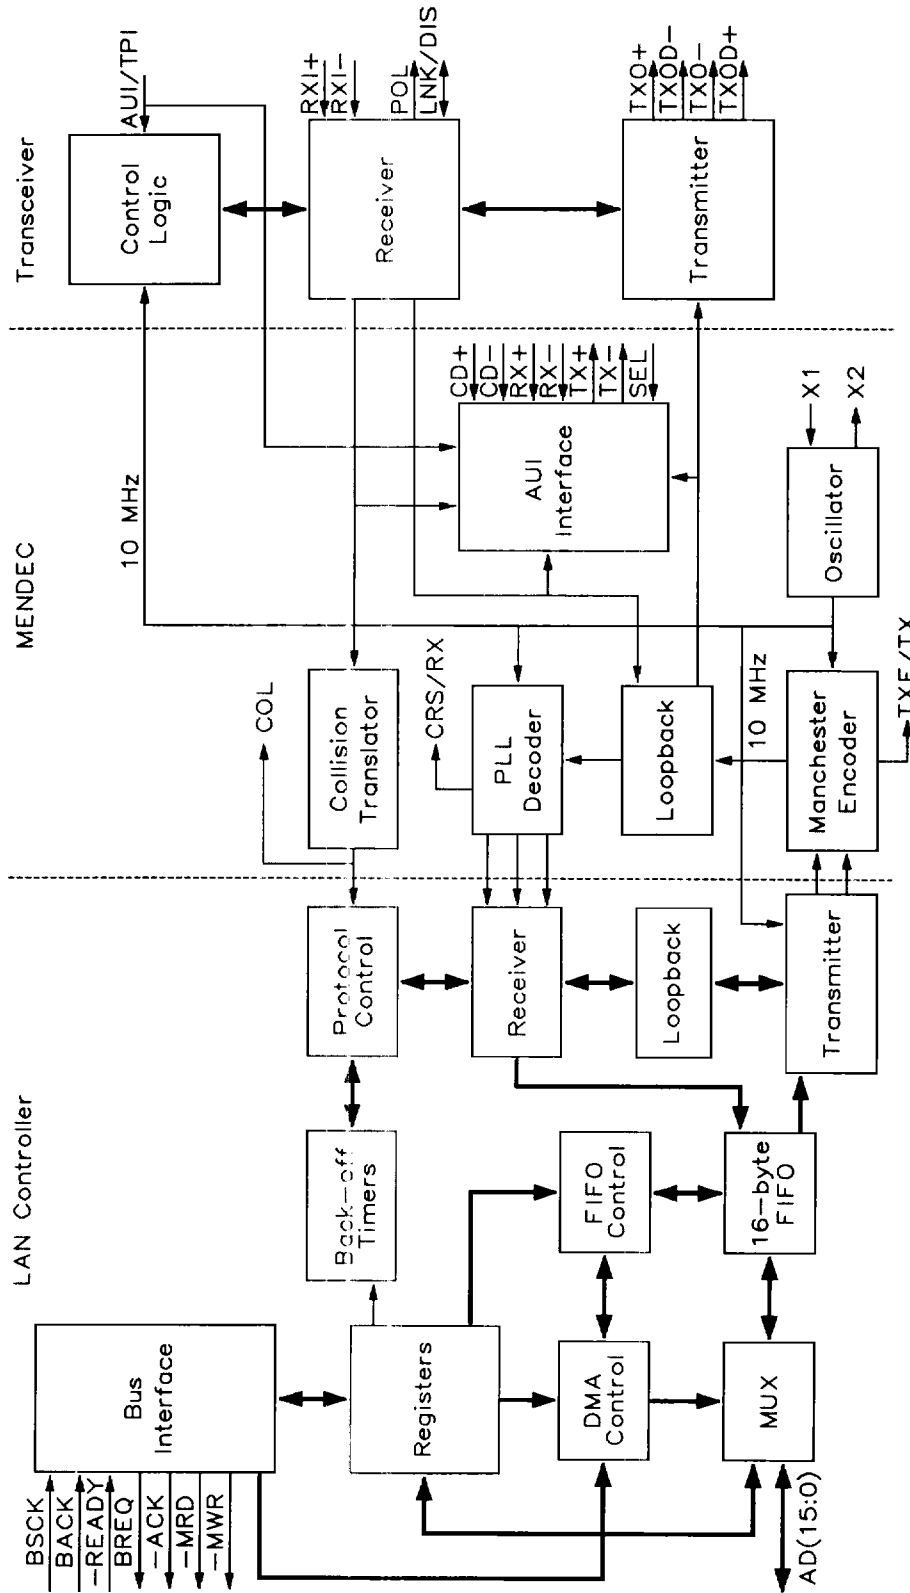 LAN Controller
MENDEC
Transceiver
BSCK
BACK
-READY
BREQ
-ACK
-MRD
-MWR
Bus
Interface
Registers
Back-off
Timers
Protocol
Control
DMA
Control
FIFO
Control
MUX
16-byte
FIFO
AD(15:0)
Receiver
Loopback
Transmitter
COL
Collision
Translator
CRS/RX
PLL
Decoder
Loopback
10 MHz
Manchester
Encoder
TXE/TX
10 MHz
AUI
Interface
CD+
CD-
RX+
RX-
TX+
TX-
SEL
Oscillator
X1
X2
AUI/TPI
Control
Logic
RXI+
RXI-
POL
LNK/DIS
Receiver
Transmitter
TXO+
TXOD-
TXO-
TXOD+